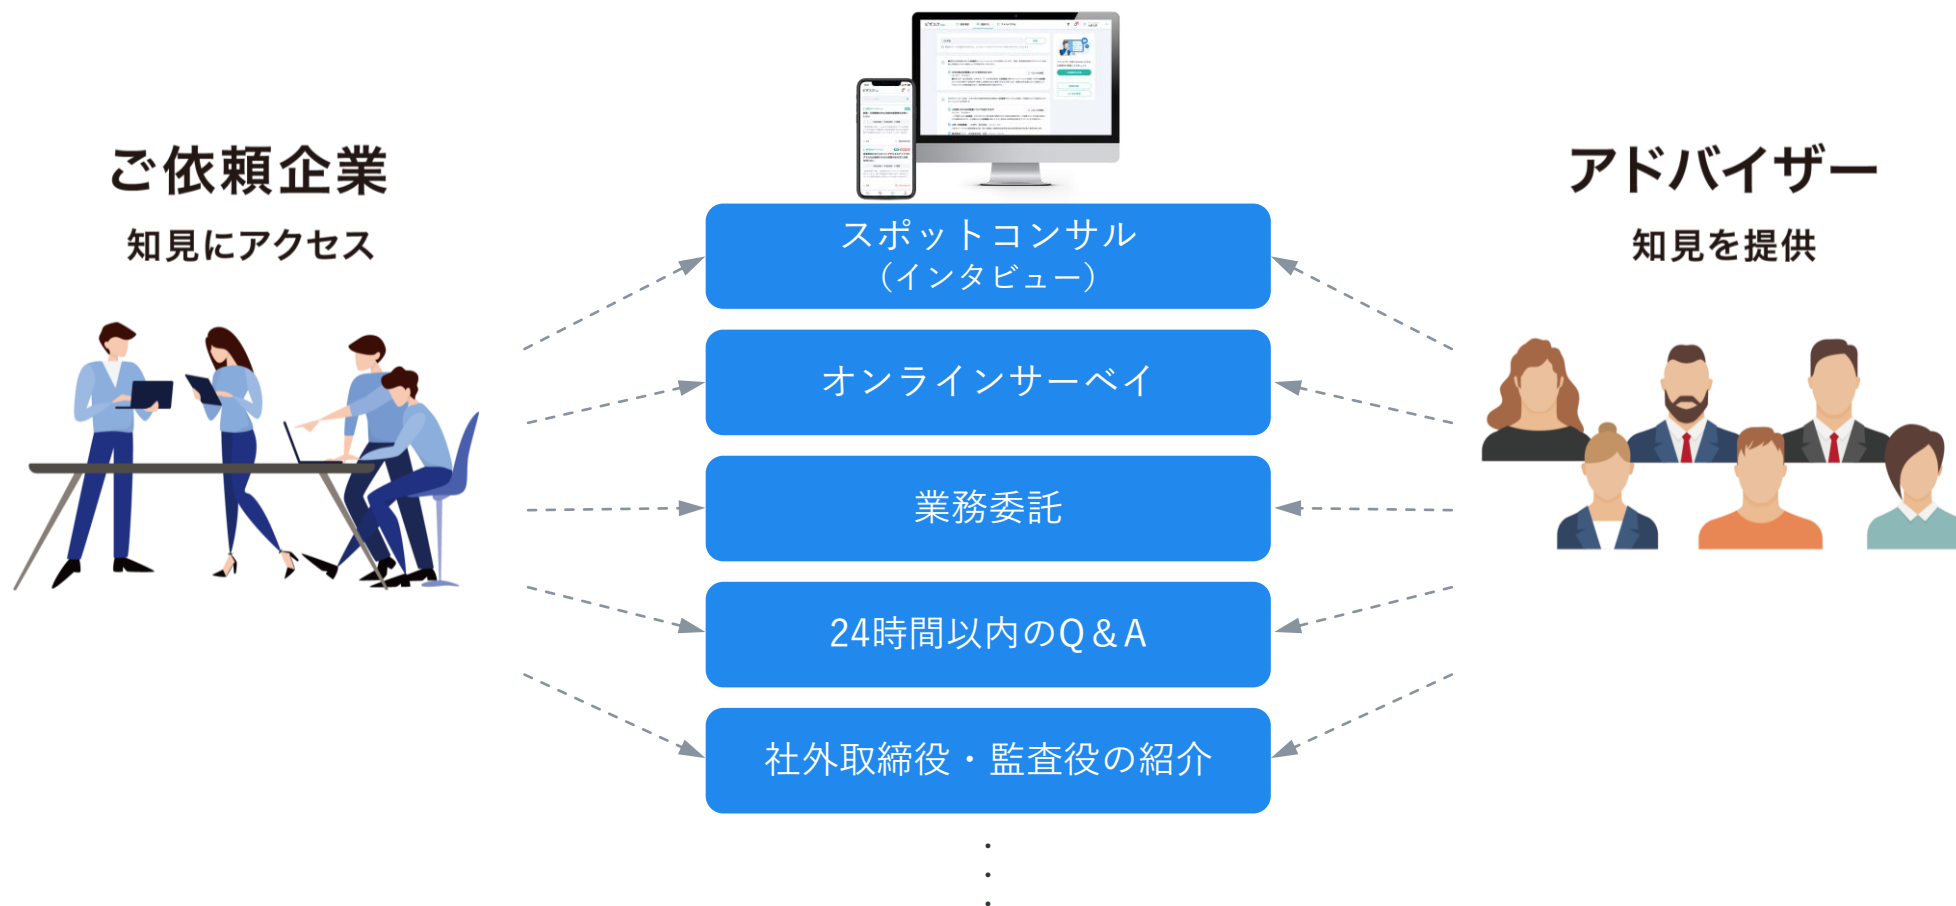 ご依頼企業
知見にアクセス
スポットコンサル
（インタビュー）
オンラインサーベイ
業務委託
24時間以内のQ＆A
社外取締役・監査役の紹介
アドバイザー
知見を提供